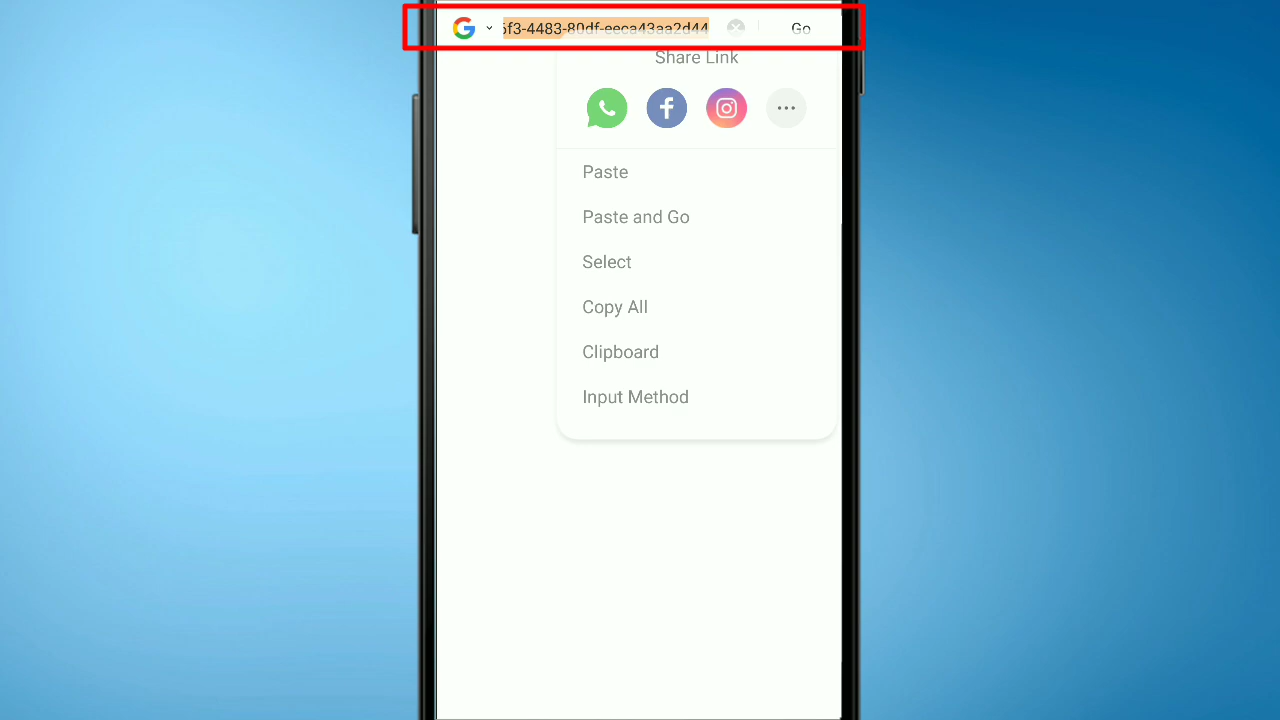 5f3-4483-80df-eeca43aa2d44 Go
Share Link
Paste
Paste and Go
Select
Copy All
Clipboard
Input Method